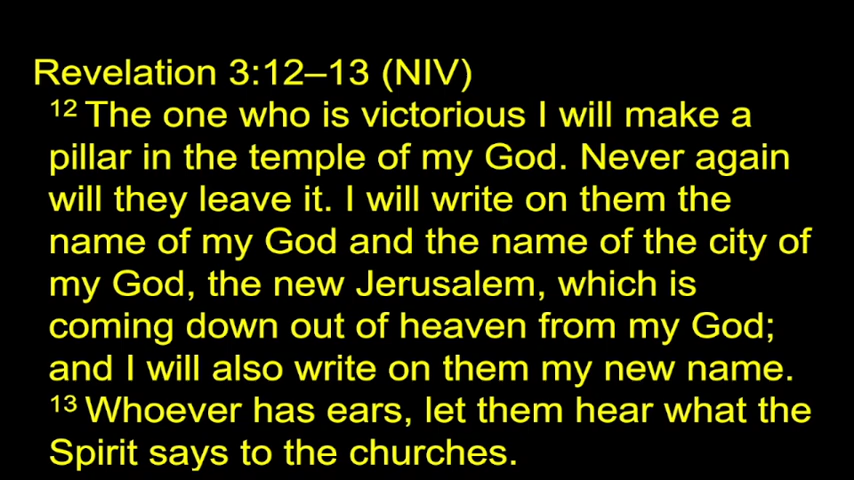 Revelation 3:12–13 (NIV)
12 The one who is victorious I will make a
pillar in the temple of my God. Never again
will they leave it. I will write on them the
name of my God and the name of the city of
my God, the new Jerusalem, which is
coming down out of heaven from my God;
and I will also write on them my new name.
13 Whoever has ears, let them hear what the
Spirit says to the churches.